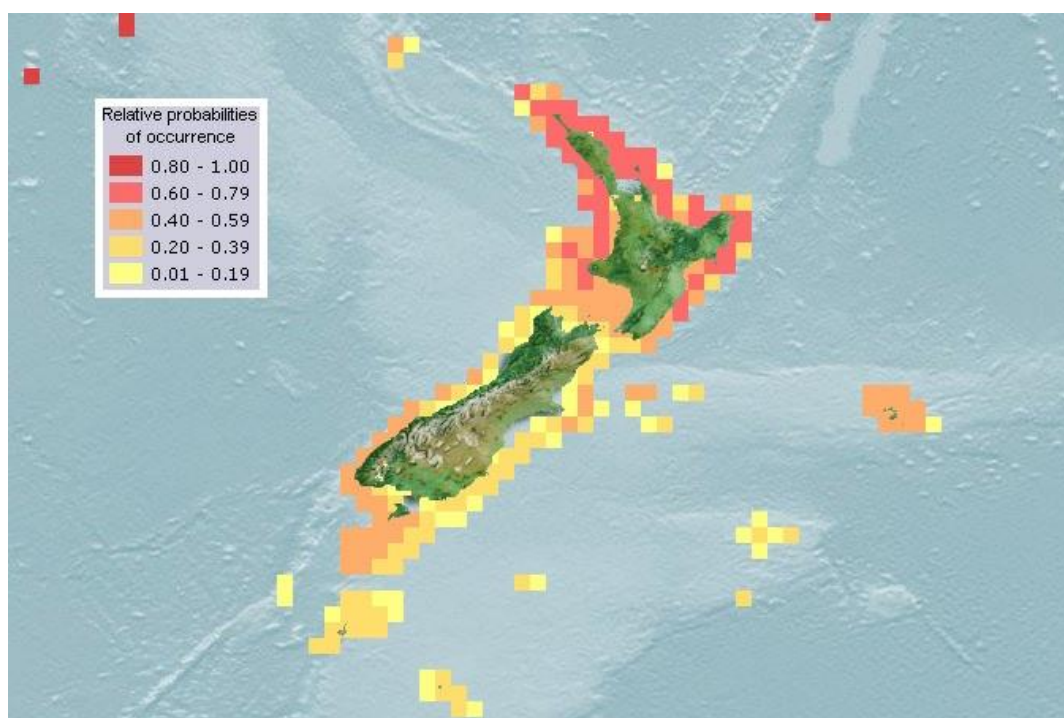 Relative probabilities
of occurrence
0.80 - 1.00
0.60 - 0.79
0.40 - 0.59
0.20 - 0.39
0.01 - 0.19